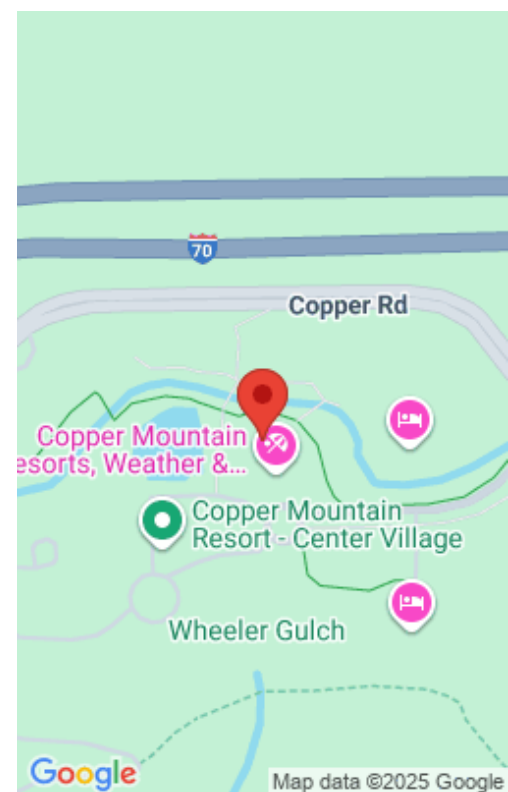 70
Copper Rd
Copper Mountain
esorts, Weather &...
Copper Mountain
Resort - Center Village
Wheeler Gulch
Google
Map data ©2025 Google